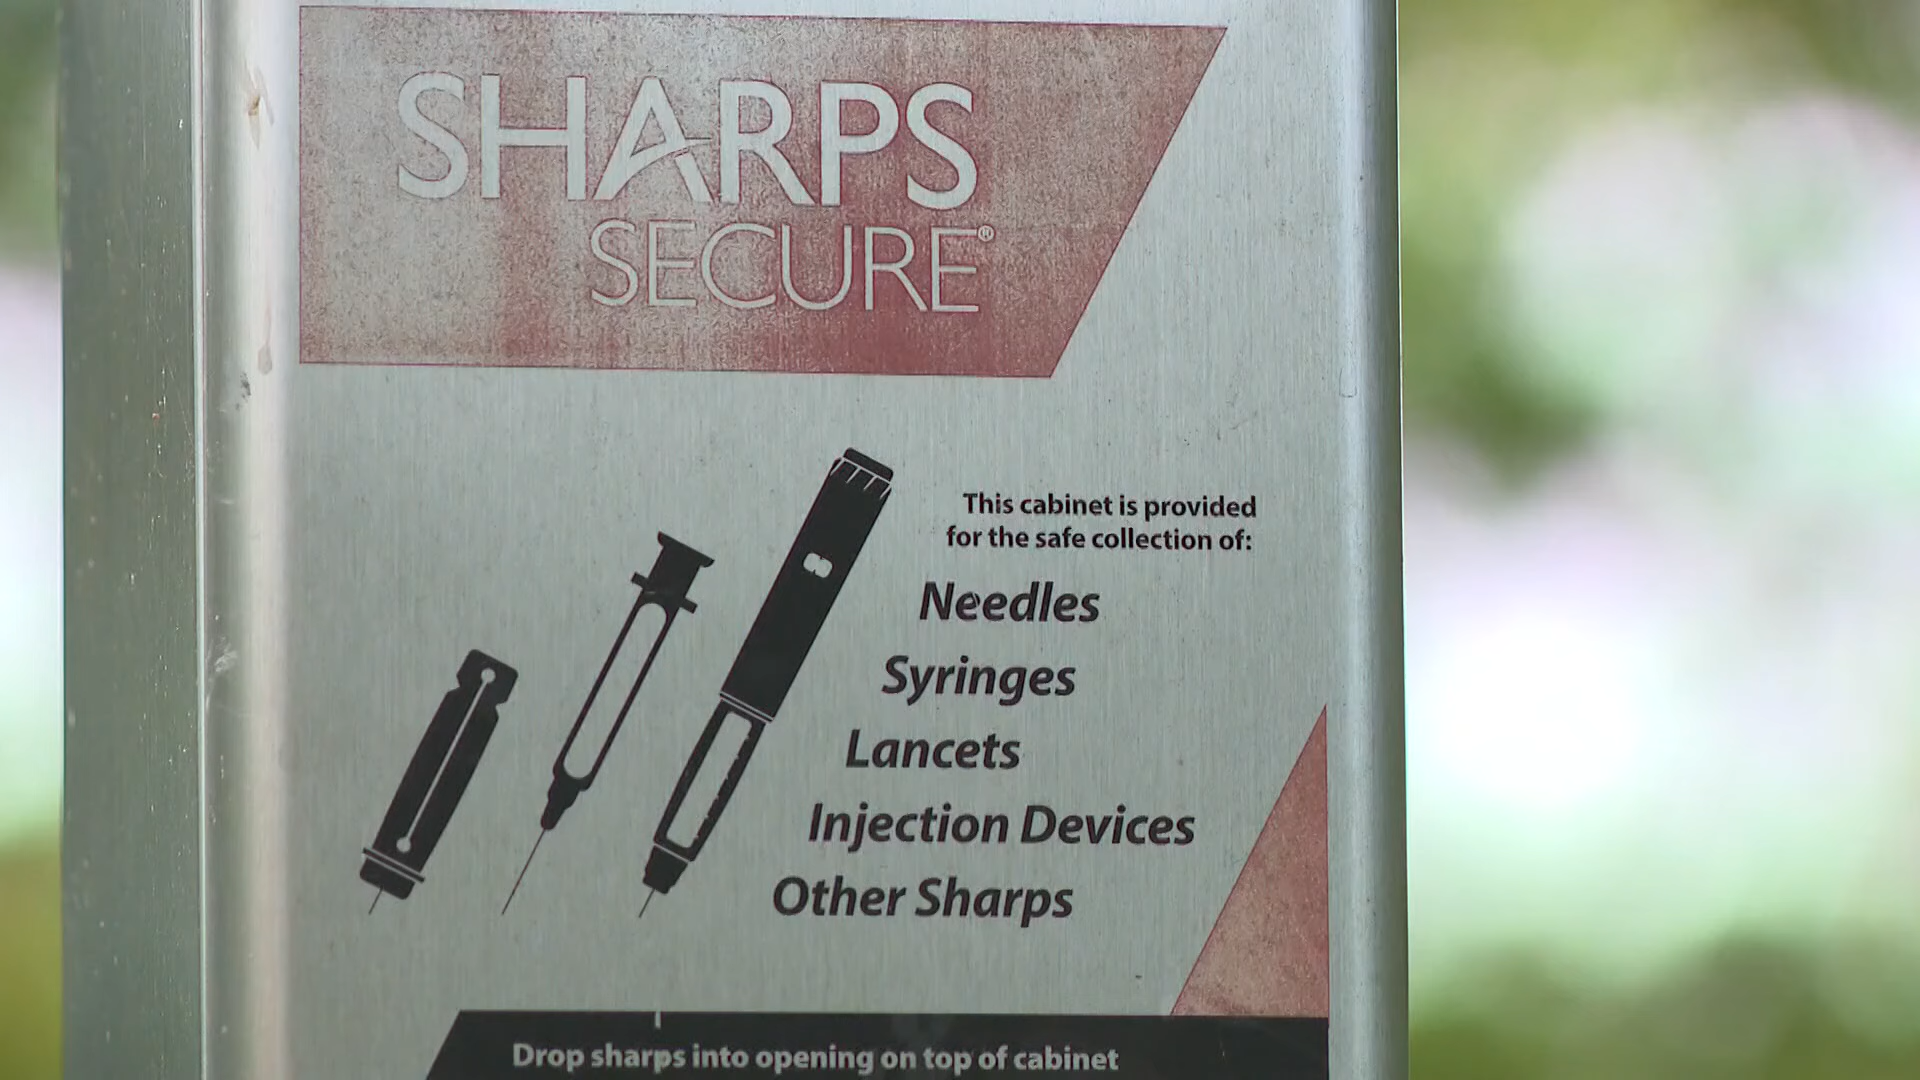 SHARPS
SECURE®
This cabinet is provided
for the safe collection of:
Needles
Syringes
Lancets
Injection Devices
Other Sharps
Drop sharps into opening on top of cabinet